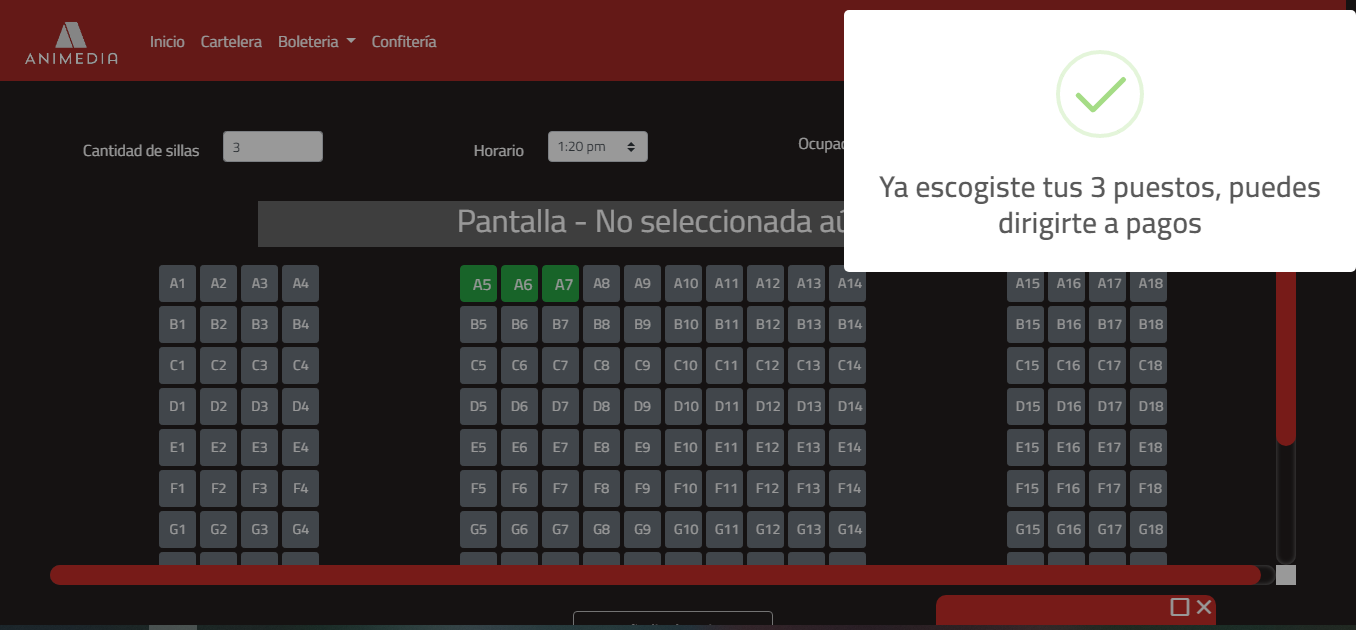 ANIMEDIA
Inicio Cartelera Boleteria Confitería
Cantidad de sillas 3 Horario 1:20 pm
Ya escogiste tus 3 puestos, puedes
dirigirte a pagos
Pantalla - No seleccionada
A1 A2 A3 A4 A5 A6 A7 A8 A9 A10 A11 A12 A13 A14 A15 A16 A17 A18
B1 B2 B3 B4 B5 B6 B7 B8 B9 B10 B11 B12 B13 B14 B15 B16 B17 B18
C1 C2 C3 C4 C5 C6 C7 C8 C9 C10 C11 C12 C13 C14 C15 C16 C17 C18
D1 D2 D3 D4 D5 D6 D7 D8 D9 D10 D11 D12 D13 D14 D15 D16 D17 D18
E1 E2 E3 E4 E5 E6 E7 E8 E9 E10 E11 E12 E13 E14 E15 E16 E17 E18
F1 F2 F3 F4 F5 F6 F7 F8 F9 F10 F11 F12 F13 F14 F15 F16 F17 F18
G1 G2 G3 G4 G5 G6 G7 G8 G9 G10 G11 G12 G13 G14 G15 G16 G17 G18